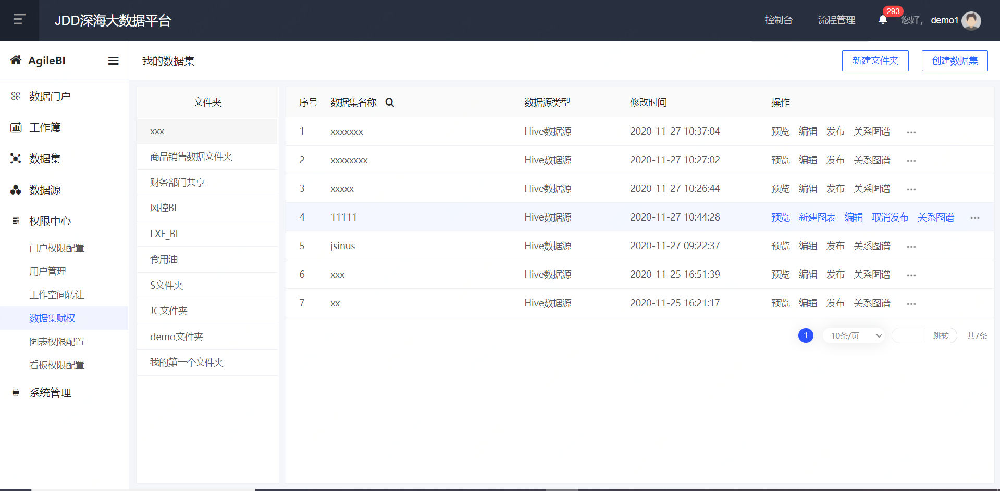 JDD深海大数据平台
控制台
流程管理
293
您好,
demo1
AgileBI
我的数据集
新建文件夹
创建数据集
数据门户
工作簿
数据集
数据源
权限中心
门户权限配置
用户管理
工作空间转让
数据集赋权
图表权限配置
看板权限配置
系统管理
文件夹
xxx
商品销售数据文件夹
财务部门共享
风控BI
LXF_BI
食用油
S文件夹
JC文件夹
demo文件夹
我的第一个文件夹
序号 数据集名称 数据源类型 修改时间 操作
1 xxxxxxx Hive数据源 2020-11-27 10:37:04 预览 编辑 发布 关系图谱 ...
2 xxxxxxxx Hive数据源 2020-11-27 10:27:02 预览 编辑 发布 关系图谱 ...
3 xxxxx Hive数据源 2020-11-27 10:26:44 预览 编辑 发布 关系图谱 ...
4 11111 Hive数据源 2020-11-27 10:44:28 预览 新建图表 编辑 取消发布 关系图谱 ...
5 jsinus Hive数据源 2020-11-27 09:22:37 预览 编辑 发布 关系图谱 ...
6 xxx Hive数据源 2020-11-25 16:51:39 预览 编辑 发布 关系图谱 ...
7 xx Hive数据源 2020-11-25 16:21:17 预览 编辑 发布 关系图谱 ...
1 10条/页 跳转 共7条